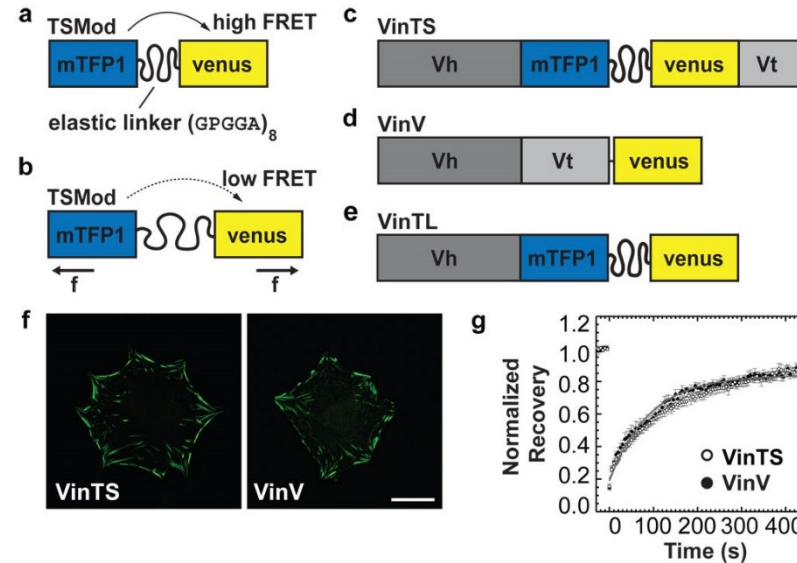 a
TSMod
high FRET
mTFP1
venus
elastic linker (GPGGA)8
b
TSMod
low FRET
mTFP1
venus
f
f
c
VinTS
Vh
mTFP1
venus
Vt
d
VinV
Vh
Vt
venus
e
VinTL
Vh
mTFP1
venus
f
VinTS
VinV
g
Normalized
Recovery
1.2
1.0
0.8
0.6
0.4
0.2
0.0
VinTS
VinV
0 100 200 300
Time (s)